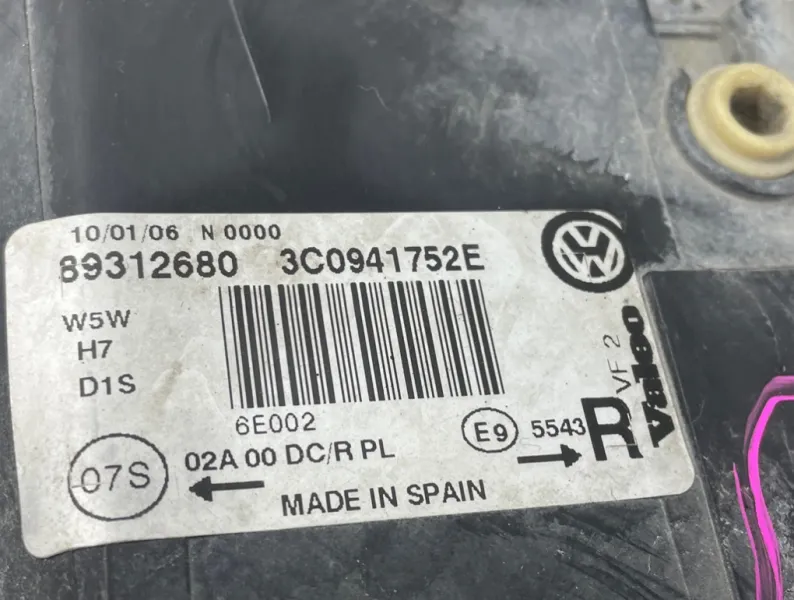 10/01/06 N 0000
89312680 3C0941752E
W5W
H7
D1S
6E002
07S
02A 00 DC/R PL
E9 5543 R
VF 2
Valeo
MADE IN SPAIN